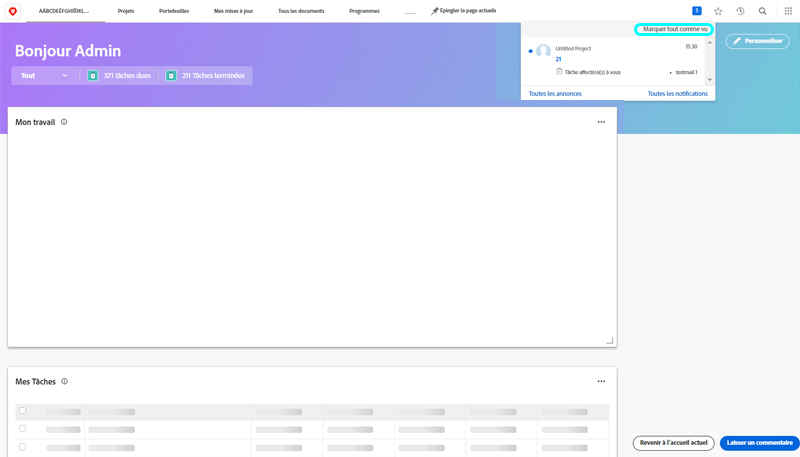 Projets
Portefeuilles
Mes mises à jour
Tous les documents
Programmes
Épingler la page actuelle
1
Marquer tout comme vu
Bonjour Admin
Personnaliser
Untitled Project
15:30
21
Tâche affecté/e(s) à vous
testmail 1
Tout
371 tâches dues
211 Tâches terminées
Toutes les annonces
Toutes les notifications
Mon travail
Mes Tâches
Revenir à l'accueil actuel
Laisser un commentaire